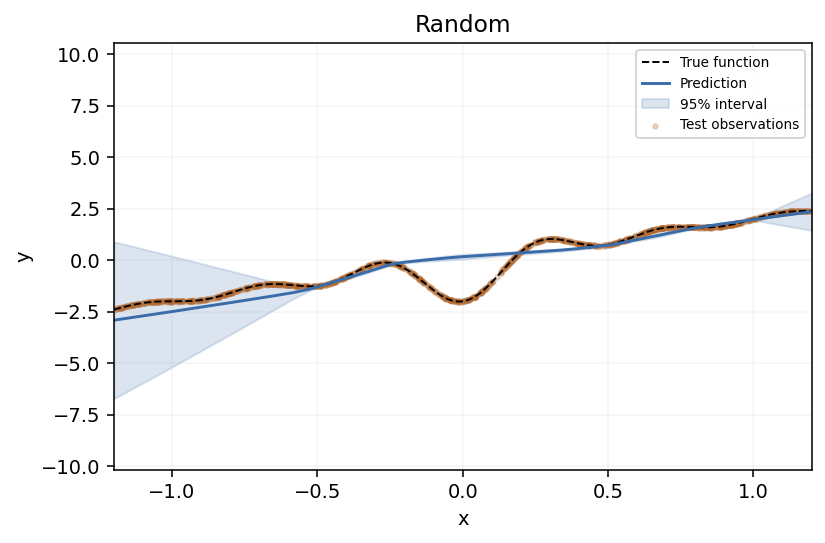 Random
10.0
7.5
5.0
2.5
0.0
−2.5
−5.0
−7.5
−10.0
y
−1.0 −0.5 0.0 0.5 1.0
x
True function
Prediction
95% interval
Test observations